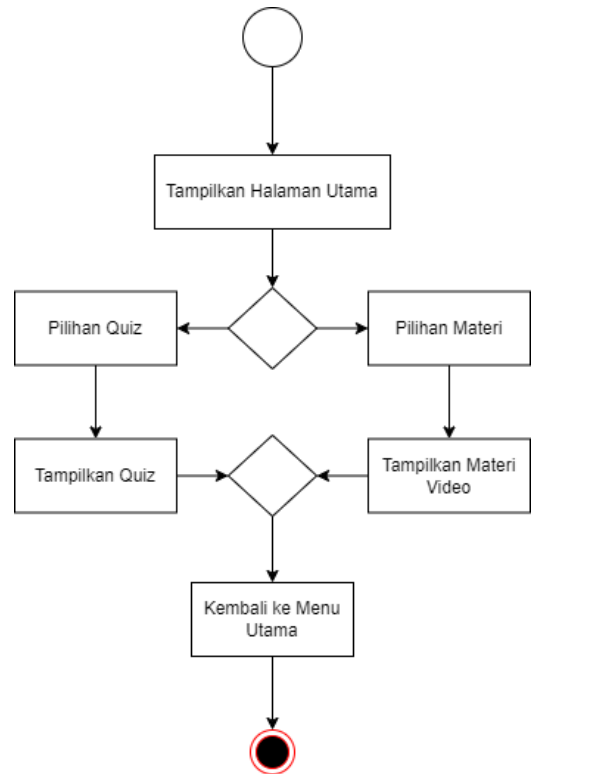 Tampilkan Halaman Utama
Pilihan Quiz
Pilihan Materi
Tampilkan Quiz
Tampilkan Materi
Video
Kembali ke Menu
Utama